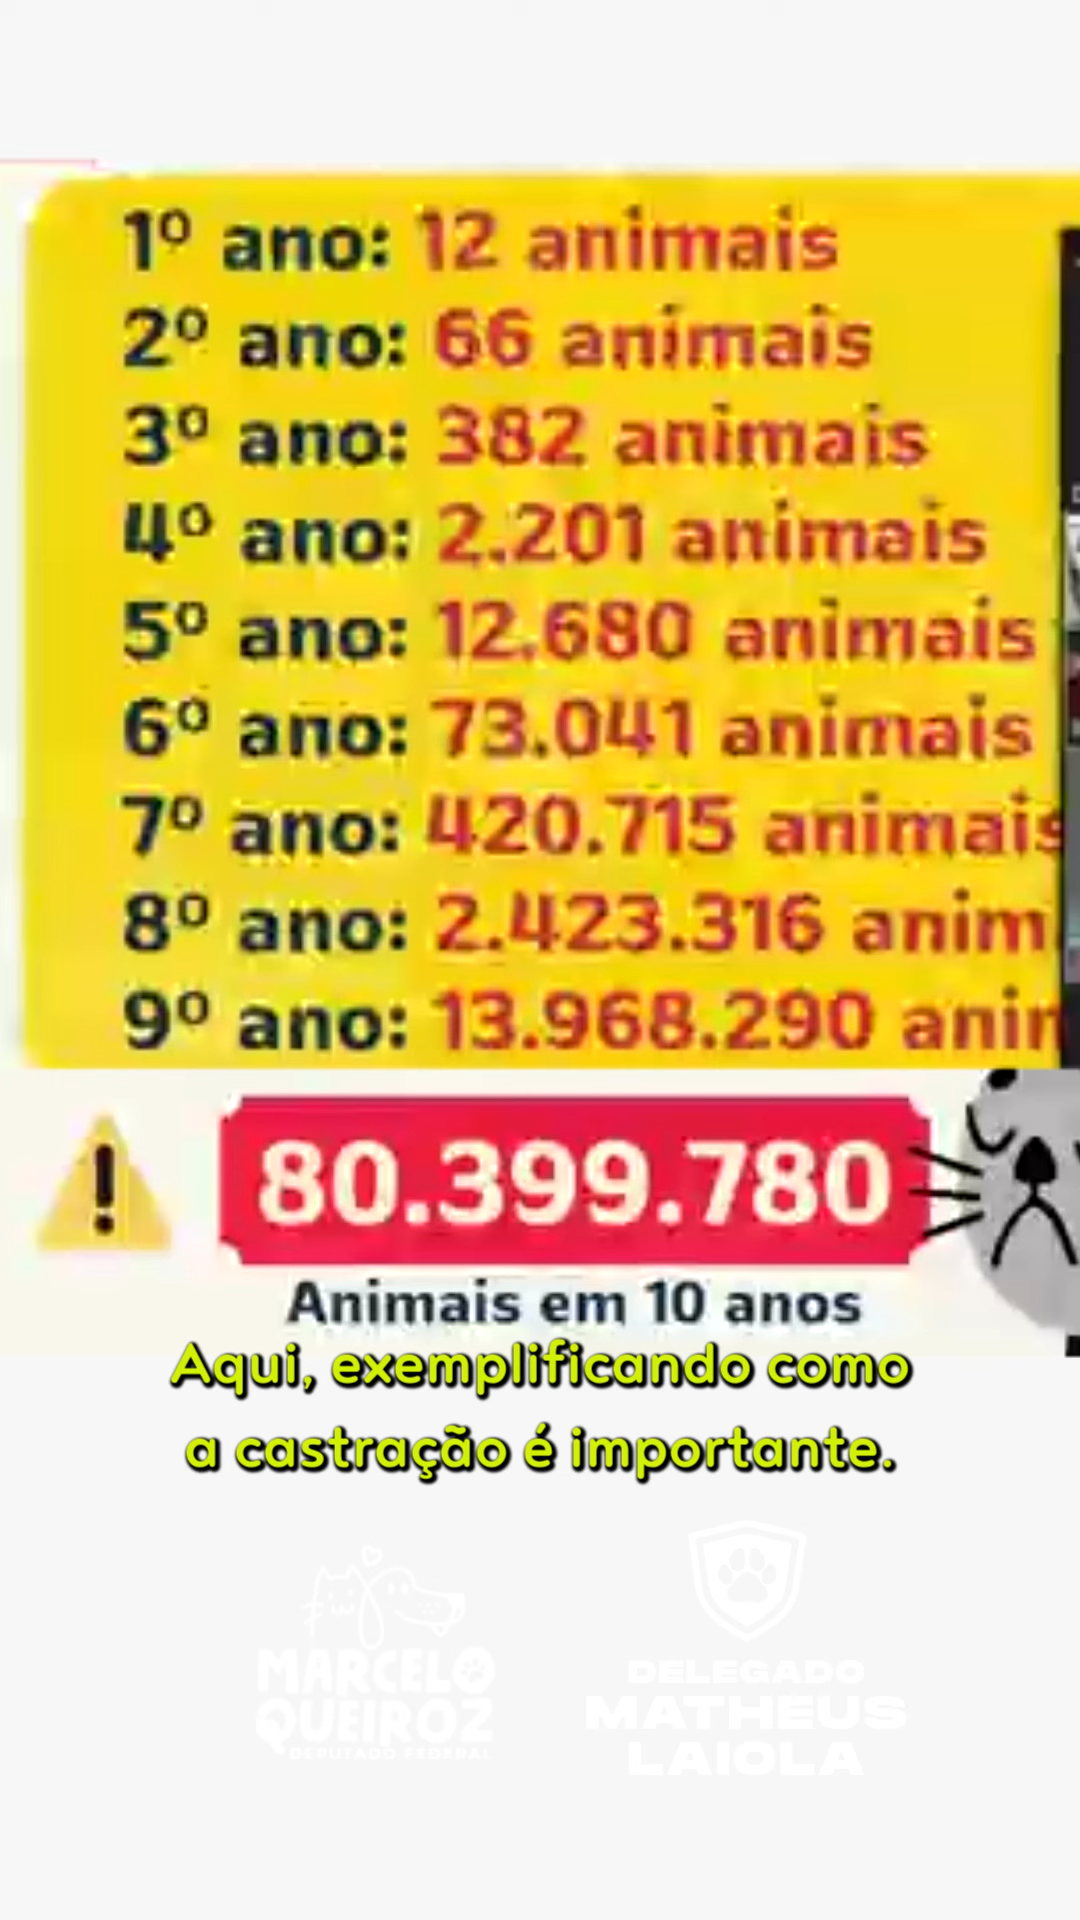 1º ano: 12 animais
2º ano: 66 animais
3º ano: 382 animais
4º ano: 2.201 animais
5º ano: 12.680 animais
6º ano: 73.041 animais
7º ano: 420.715 animais
8º ano: 2.423.316 anim
9º ano: 13.968.290 anim
80.399.780
Animais em 10 anos
Aqui, exemplificando como
a castração é importante.
MARCELO
QUEIROZ
DEPUTADO FEDERAL
DELEGADO
MATHEUS
LAIOLA